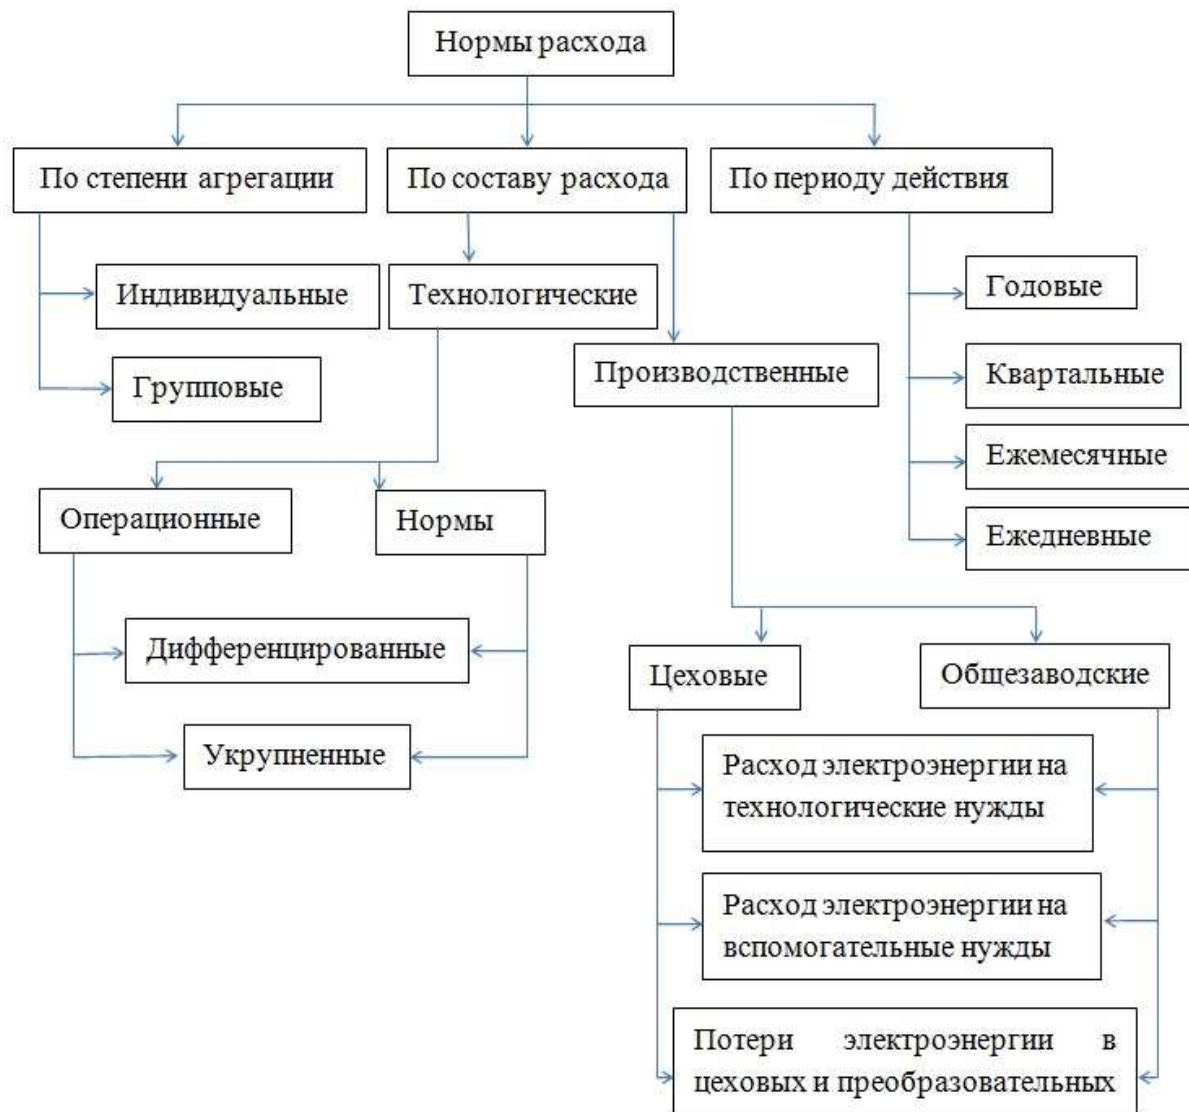 Нормы расхода
По степени агрегации
По составу расхода
По периоду действия
Индивидуальные
Технологические
Годовые
Групповые
Производственные
Квартальные
Ежемесячные
Операционные
Нормы
Ежедневные
Дифференцированные
Цеховые
Общезаводские
Укрупненные
Расход электроэнергии на
технологические нужды
Расход электроэнергии на
вспомогательные нужды
Потери электроэнергии в
цеховых и преобразовательных